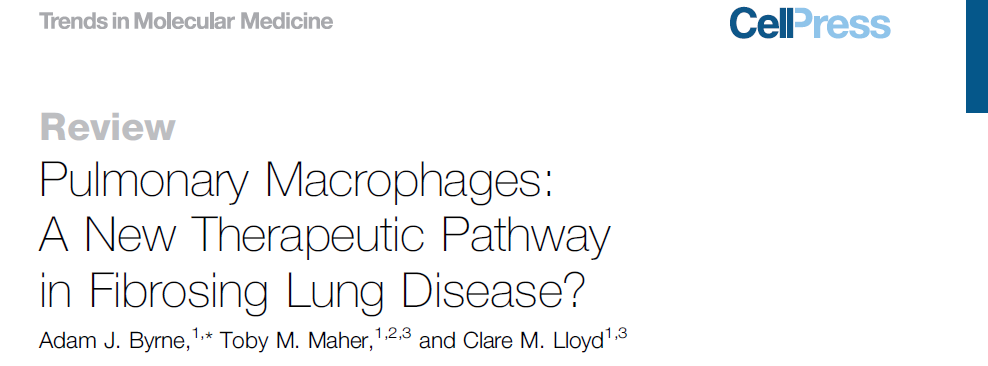 Trends in Molecular Medicine
CellPress
Review
Pulmonary Macrophages:
A New Therapeutic Pathway
in Fibrosing Lung Disease?
Adam J. Byrne,1,* Toby M. Maher,1,2,3 and Clare M. Lloyd1,3